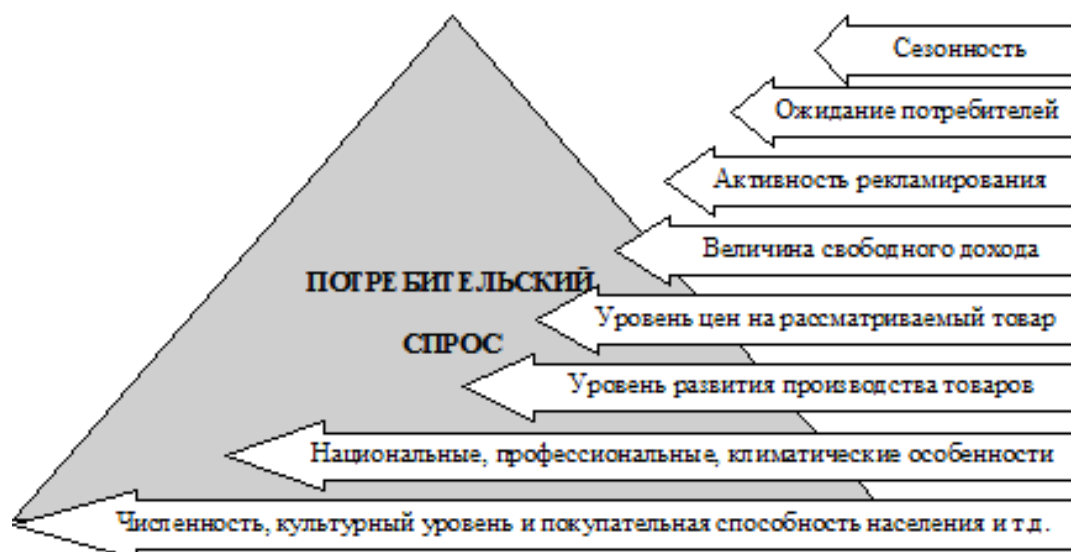 Сезонность
Ожидание потребителей
Активность рекламирования
Величина свободного дохода
ПОТРЕБИТЕЛЬСКИЙ
Уровень цен на рассматриваемый товар
СПРОС
Уровень развития производства товаров
Национальные, профессиональные, климатические особенности
Численность, культурный уровень и покупательная способность населения и т.д.